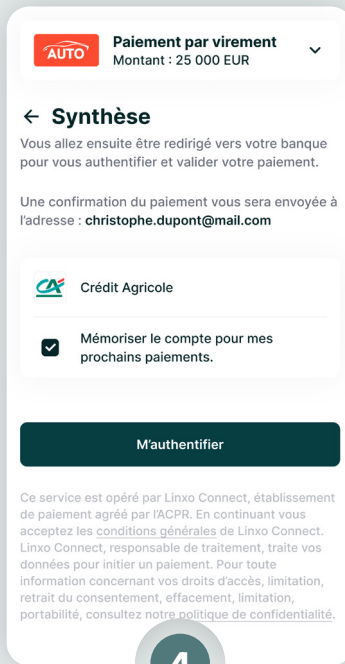 AUTO
Paiement par virement
Montant : 25 000 EUR
← Synthèse
Vous allez ensuite être redirigé vers votre banque
pour vous authentifier et valider votre paiement.
Une confirmation du paiement vous sera envoyée à
l'adresse : christophe.dupont@mail.com
CA Crédit Agricole
Mémoriser le compte pour mes
prochains paiements.
M'authentifier
Ce service est opéré par Linxo Connect, établissement
de paiement agréé par l'ACPR. En continuant vous
acceptez les conditions générales de Linxo Connect.
Linxo Connect, responsable de traitement, traite vos
données pour initier un paiement. Pour toute
information concernant vos droits d'accès, limitation,
retrait du consentement, effacement, limitation,
portabilité, consultez notre politique de confidentialité.
4